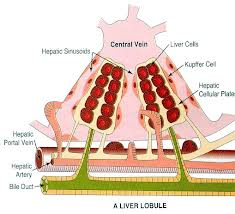 Central Vein
Hepatic Sinusoids
Liver Cells
Kupffer Cell
Hepatic
Cellular Plate
Hepatic
Portal Vein
Hepatic
Artery
Bile Duct
A LIVER LOBULE